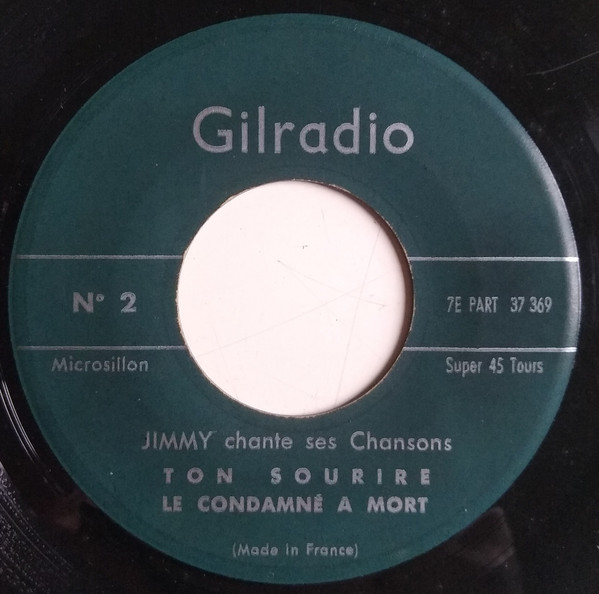 Gilradio
N° 2
7E PART 37 369
Microsillon
Super 45 Tours
JIMMY chante ses Chansons
TON SOURIRE
LE CONDAMNÉ A MORT
(Made in France)